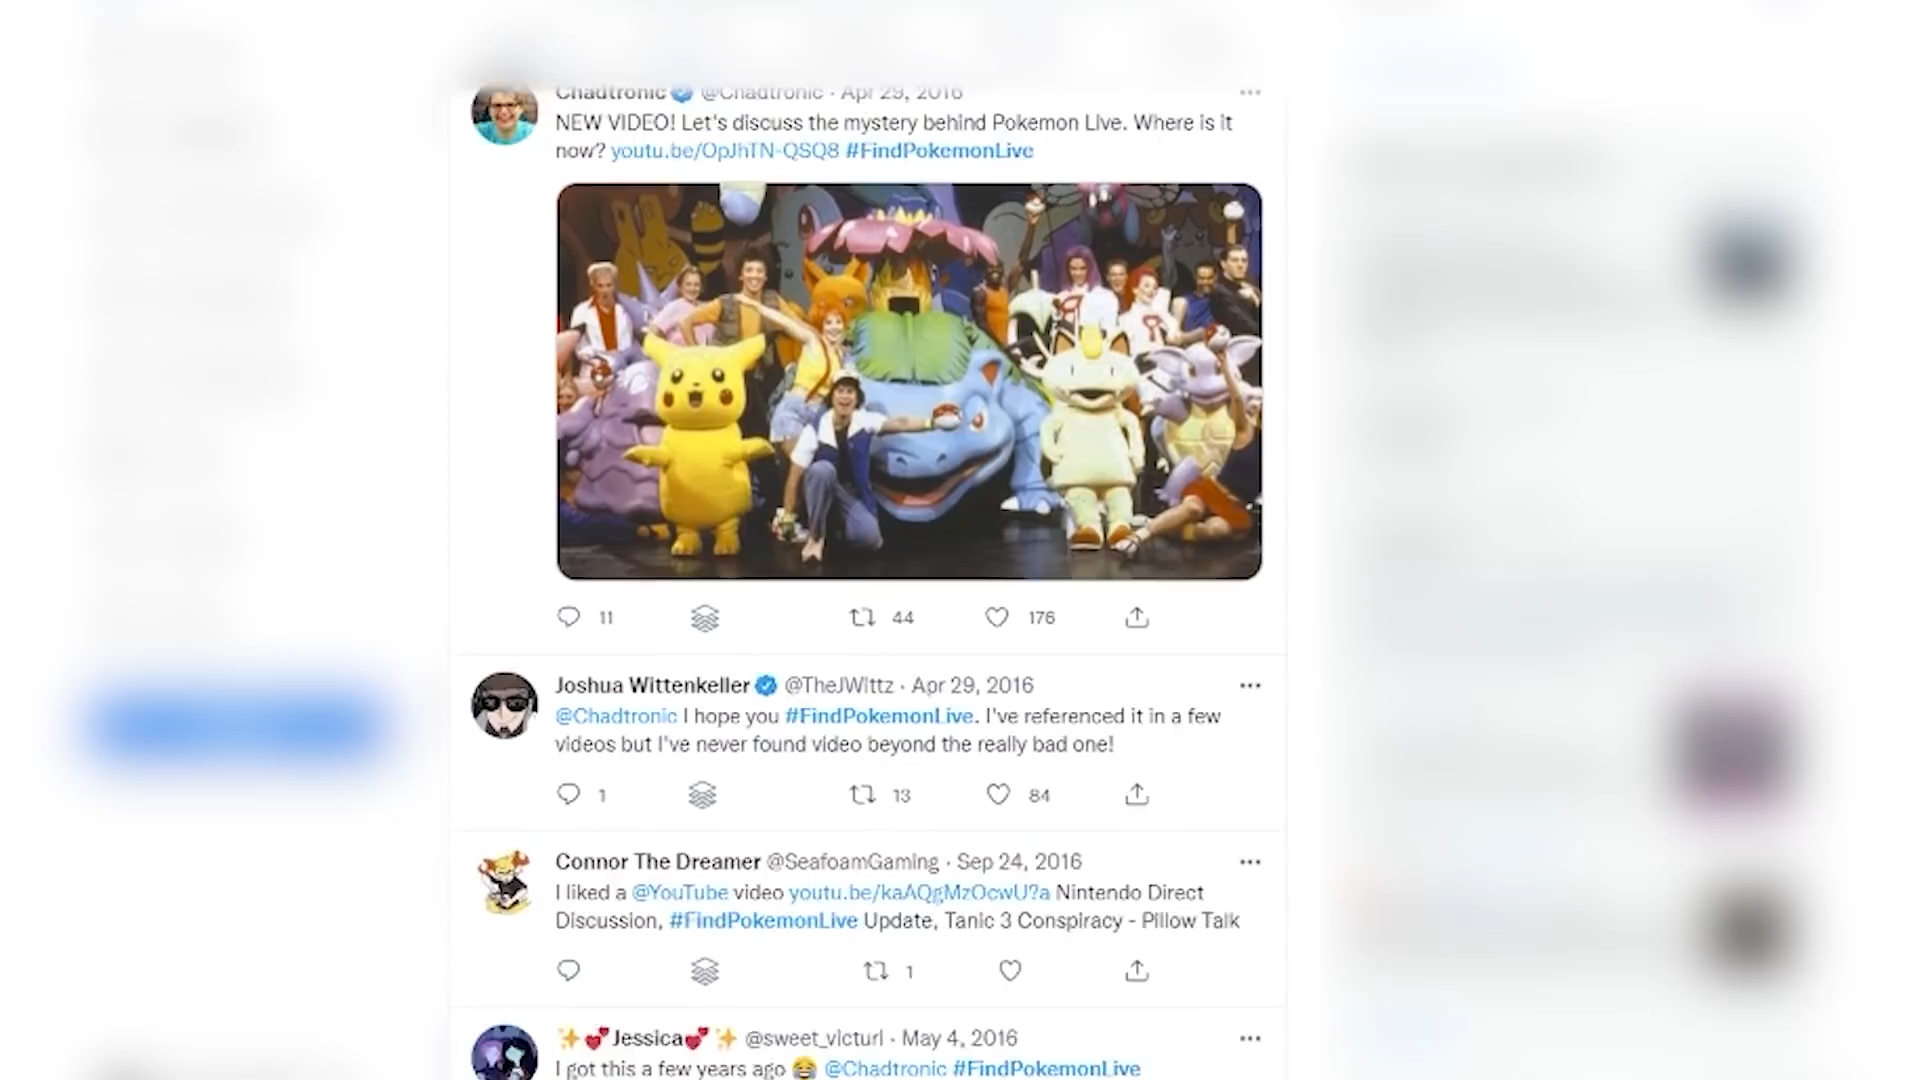 Chadtronic @Chadtronic · Apr 29, 2016
NEW VIDEO! Let's discuss the mystery behind Pokemon Live. Where is it
now? youtu.be/OpJhTN-QSQ8 #FindPokemonLive
11 44 176
Joshua Wittenkeller @TheJWittz · Apr 29, 2016
@Chadtronic I hope you #FindPokemonLive. I've referenced it in a few
videos but I've never found video beyond the really bad one!
1 13 84
Connor The Dreamer @SeafoamGaming · Sep 24, 2016
I liked a @YouTube video youtu.be/kaAQgMzOcwU?a Nintendo Direct
Discussion, #FindPokemonLive Update, Tanic 3 Conspiracy - Pillow Talk
1
✨💕Jessica💕✨ @sweet_victuri · May 4, 2016
I got this a few years ago 😂 @Chadtronic #FindPokemonLive